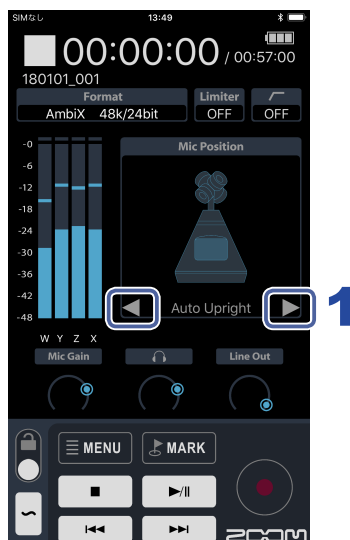 SIMなし 13:49
00:00:00 / 00:57:00
180101_001
Format Limiter
AmbiX 48k/24bit OFF OFF
-0 Mic Position
-6
-12
-18
-24
-30
-36
-42
-48 Auto Upright 1
W Y Z X
Mic Gain Line Out
MENU MARK
ZOOM